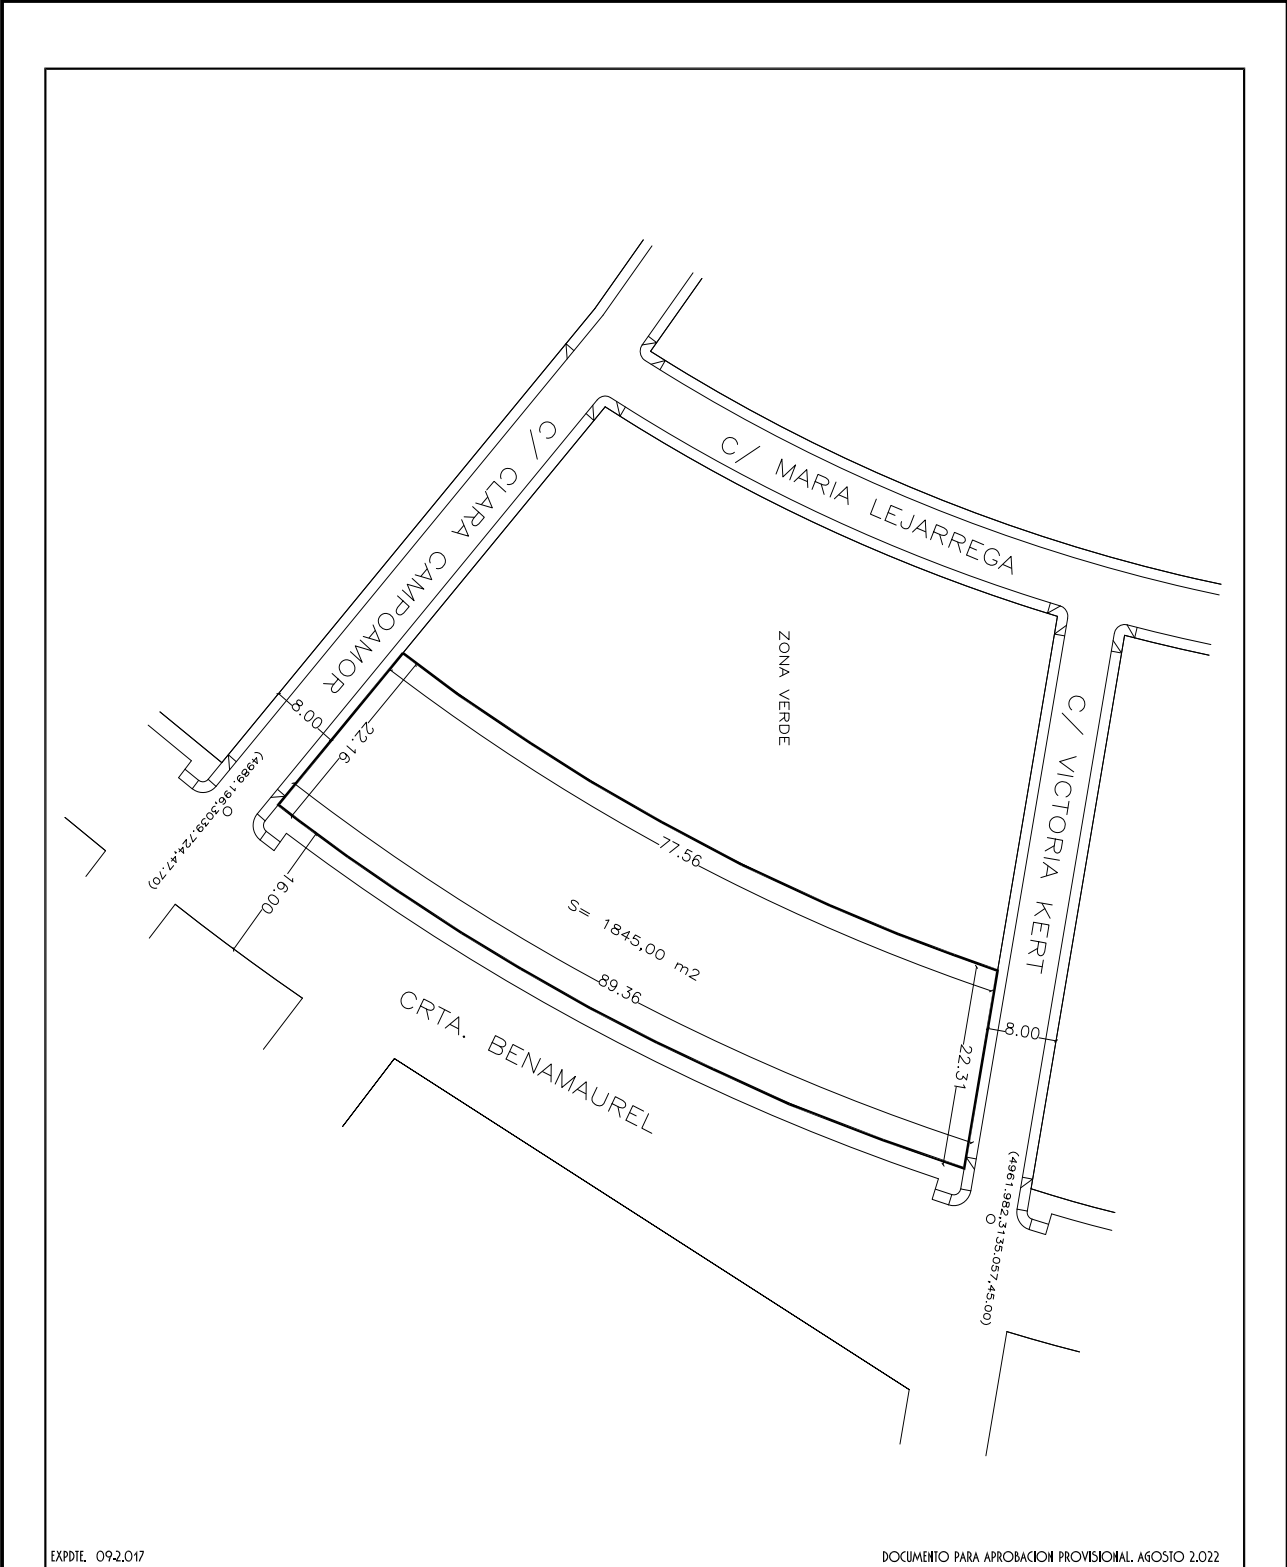 C/ CLARA CAMPOAMOR
C/ MARIA LEJARREGA
ZONA VERDE
C/ VICTORIA KERT
8.00
22.16
(4989.196,3039.724,47.70)
77.56
16.00
S= 1845,00 m2
89.36
CRTA. BENAMAUREL
8.00
22.31
(4961.982,3135.057,45.00)
EXPDTE. 09-2.017
DOCUMENTO PARA APROBACION PROVISIONAL. AGOSTO 2.022